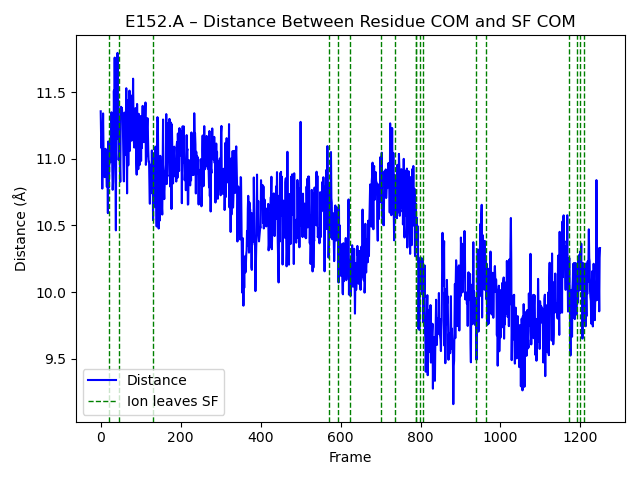 E152.A – Distance Between Residue COM and SF COM
Distance (Å)
11.5
11.0
10.5
10.0
9.5
Distance
Ion leaves SF
0 200 400 600 800 1000 1200
Frame